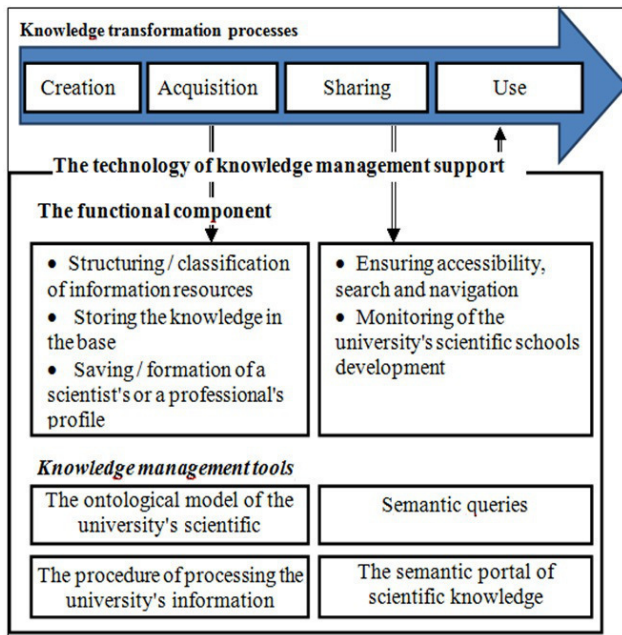 Knowledge transformation processes
Creation
Acquisition
Sharing
Use
The technology of knowledge management support
The functional component
• Structuring / classification
of information resources
• Storing the knowledge in
the base
• Saving / formation of a
scientist's or a professional's
profile
• Ensuring accessibility,
search and navigation
• Monitoring of the
university's scientific schools
development
Knowledge management tools
The ontological model of the
university's scientific
Semantic queries
The procedure of processing the
university's information
The semantic portal of
scientific knowledge